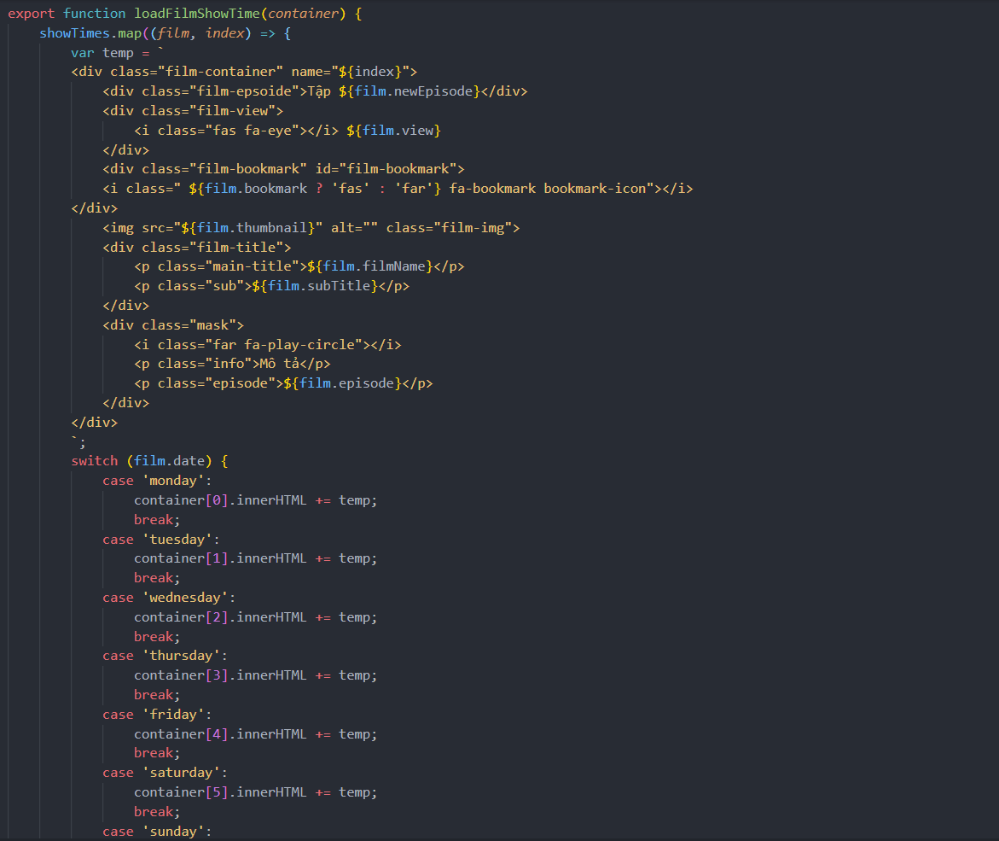 export function loadFilmShowTime(container) {
    showTimes.map((film, index) => {
        var temp = `
        <div class="film-container" name="${index}">
            <div class="film-epsoide">Tập ${film.newEpisode}</div>
            <div class="film-view">
                <i class="fas fa-eye"></i> ${film.view}
            </div>
            <div class="film-bookmark" id="film-bookmark">
            <i class=" ${film.bookmark ? 'fas' : 'far'} fa-bookmark bookmark-icon"></i>
        </div>
            <img src="${film.thumbnail}" alt="" class="film-img">
            <div class="film-title">
                <p class="main-title">${film.filmName}</p>
                <p class="sub">${film.subTitle}</p>
            </div>
            <div class="mask">
                <i class="far fa-play-circle"></i>
                <p class="info">Mô tả</p>
                <p class="episode">${film.episode}</p>
            </div>
        </div>
        `;
        switch (film.date) {
            case 'monday':
                container[0].innerHTML += temp;
                break;
            case 'tuesday':
                container[1].innerHTML += temp;
                break;
            case 'wednesday':
                container[2].innerHTML += temp;
                break;
            case 'thursday':
                container[3].innerHTML += temp;
                break;
            case 'friday':
                container[4].innerHTML += temp;
                break;
            case 'saturday':
                container[5].innerHTML += temp;
                break;
            case 'sunday':